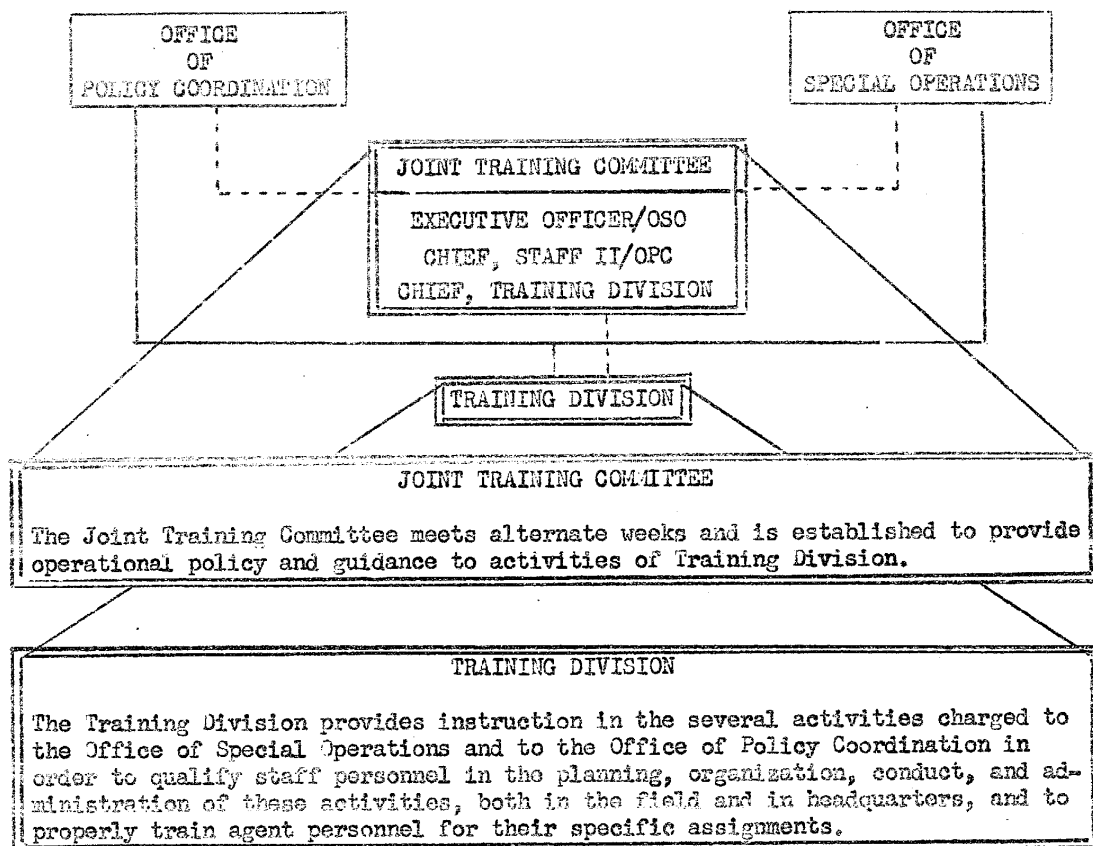 OFFICE
OF
POLICY COORDINATION
OFFICE
OF
SPECIAL OPERATIONS
JOINT TRAINING COMMITTEE
EXECUTIVE OFFICER/OSO
CHIEF, STAFF II/OPC
CHIEF, TRAINING DIVISION
TRAINING DIVISION
JOINT TRAINING COMMITTEE
The Joint Training Committee meets alternate weeks and is established to provide
operational policy and guidance to activities of Training Division.
TRAINING DIVISION
The Training Division provides instruction in the several activities charged to
the Office of Special Operations and to the Office of Policy Coordination in
order to qualify staff personnel in the planning, organization, conduct, and ad-
ministration of these activities, both in the field and in headquarters, and to
properly train agent personnel for their specific assignments.